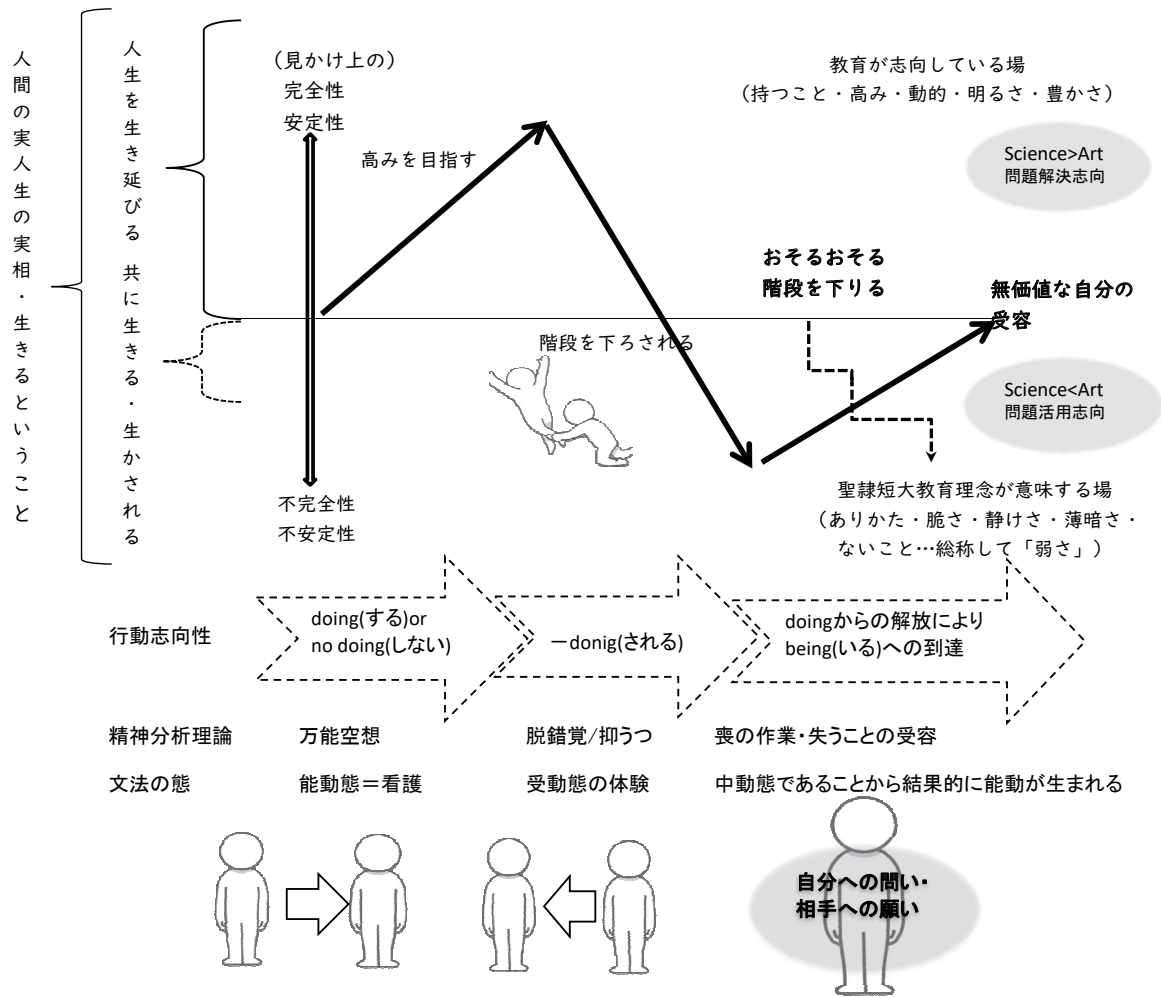 人間の実人生の実相・生きるということ
人生を生き延びる 共に生きる・生かされる
（見かけ上の）
完全性
安定性
高みを目指す
教育が志向している場
（持つこと・高み・動的・明るさ・豊かさ）
Science>Art
問題解決志向
おそるおそる
階段を下りる
無価値な自分の
受容
階段を下ろされる
Science<Art
問題活用志向
不完全性
不安定性
聖隷短大教育理念が意味する場
（ありかた・脆さ・静けさ・薄暗さ・
ないこと…総称して「弱さ」）
行動志向性
doing(する)or
no doing(しない)
－donig(される)
doingからの解放により
being(いる)への到達
精神分析理論
万能空想
脱錯覚/抑うつ
喪の作業・失うことの受容
文法の態
能動態＝看護
受動態の体験
中動態であることから結果的に能動が生まれる
自分への問い・
相手への願い